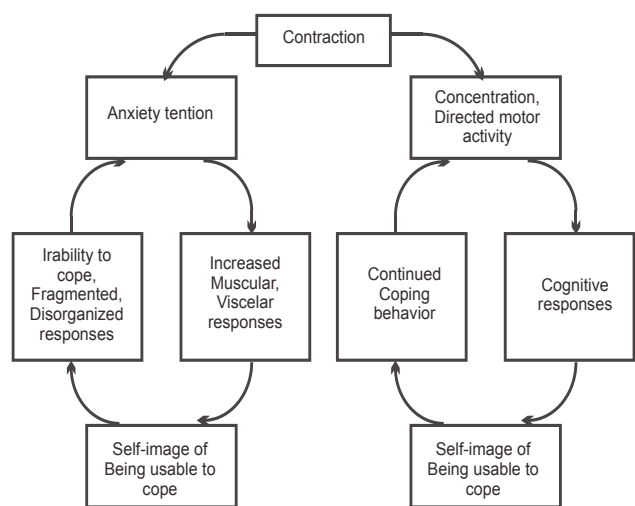 Contraction
Anxiety tention
Concentration,
Directed motor
activity
Irability to
cope,
Fragmented,
Disorganized
responses
Increased
Muscular,
Viscelar
responses
Continued
Coping
behavior
Cognitive
responses
Self-image of
Being usable to
cope
Self-image of
Being usable to
cope